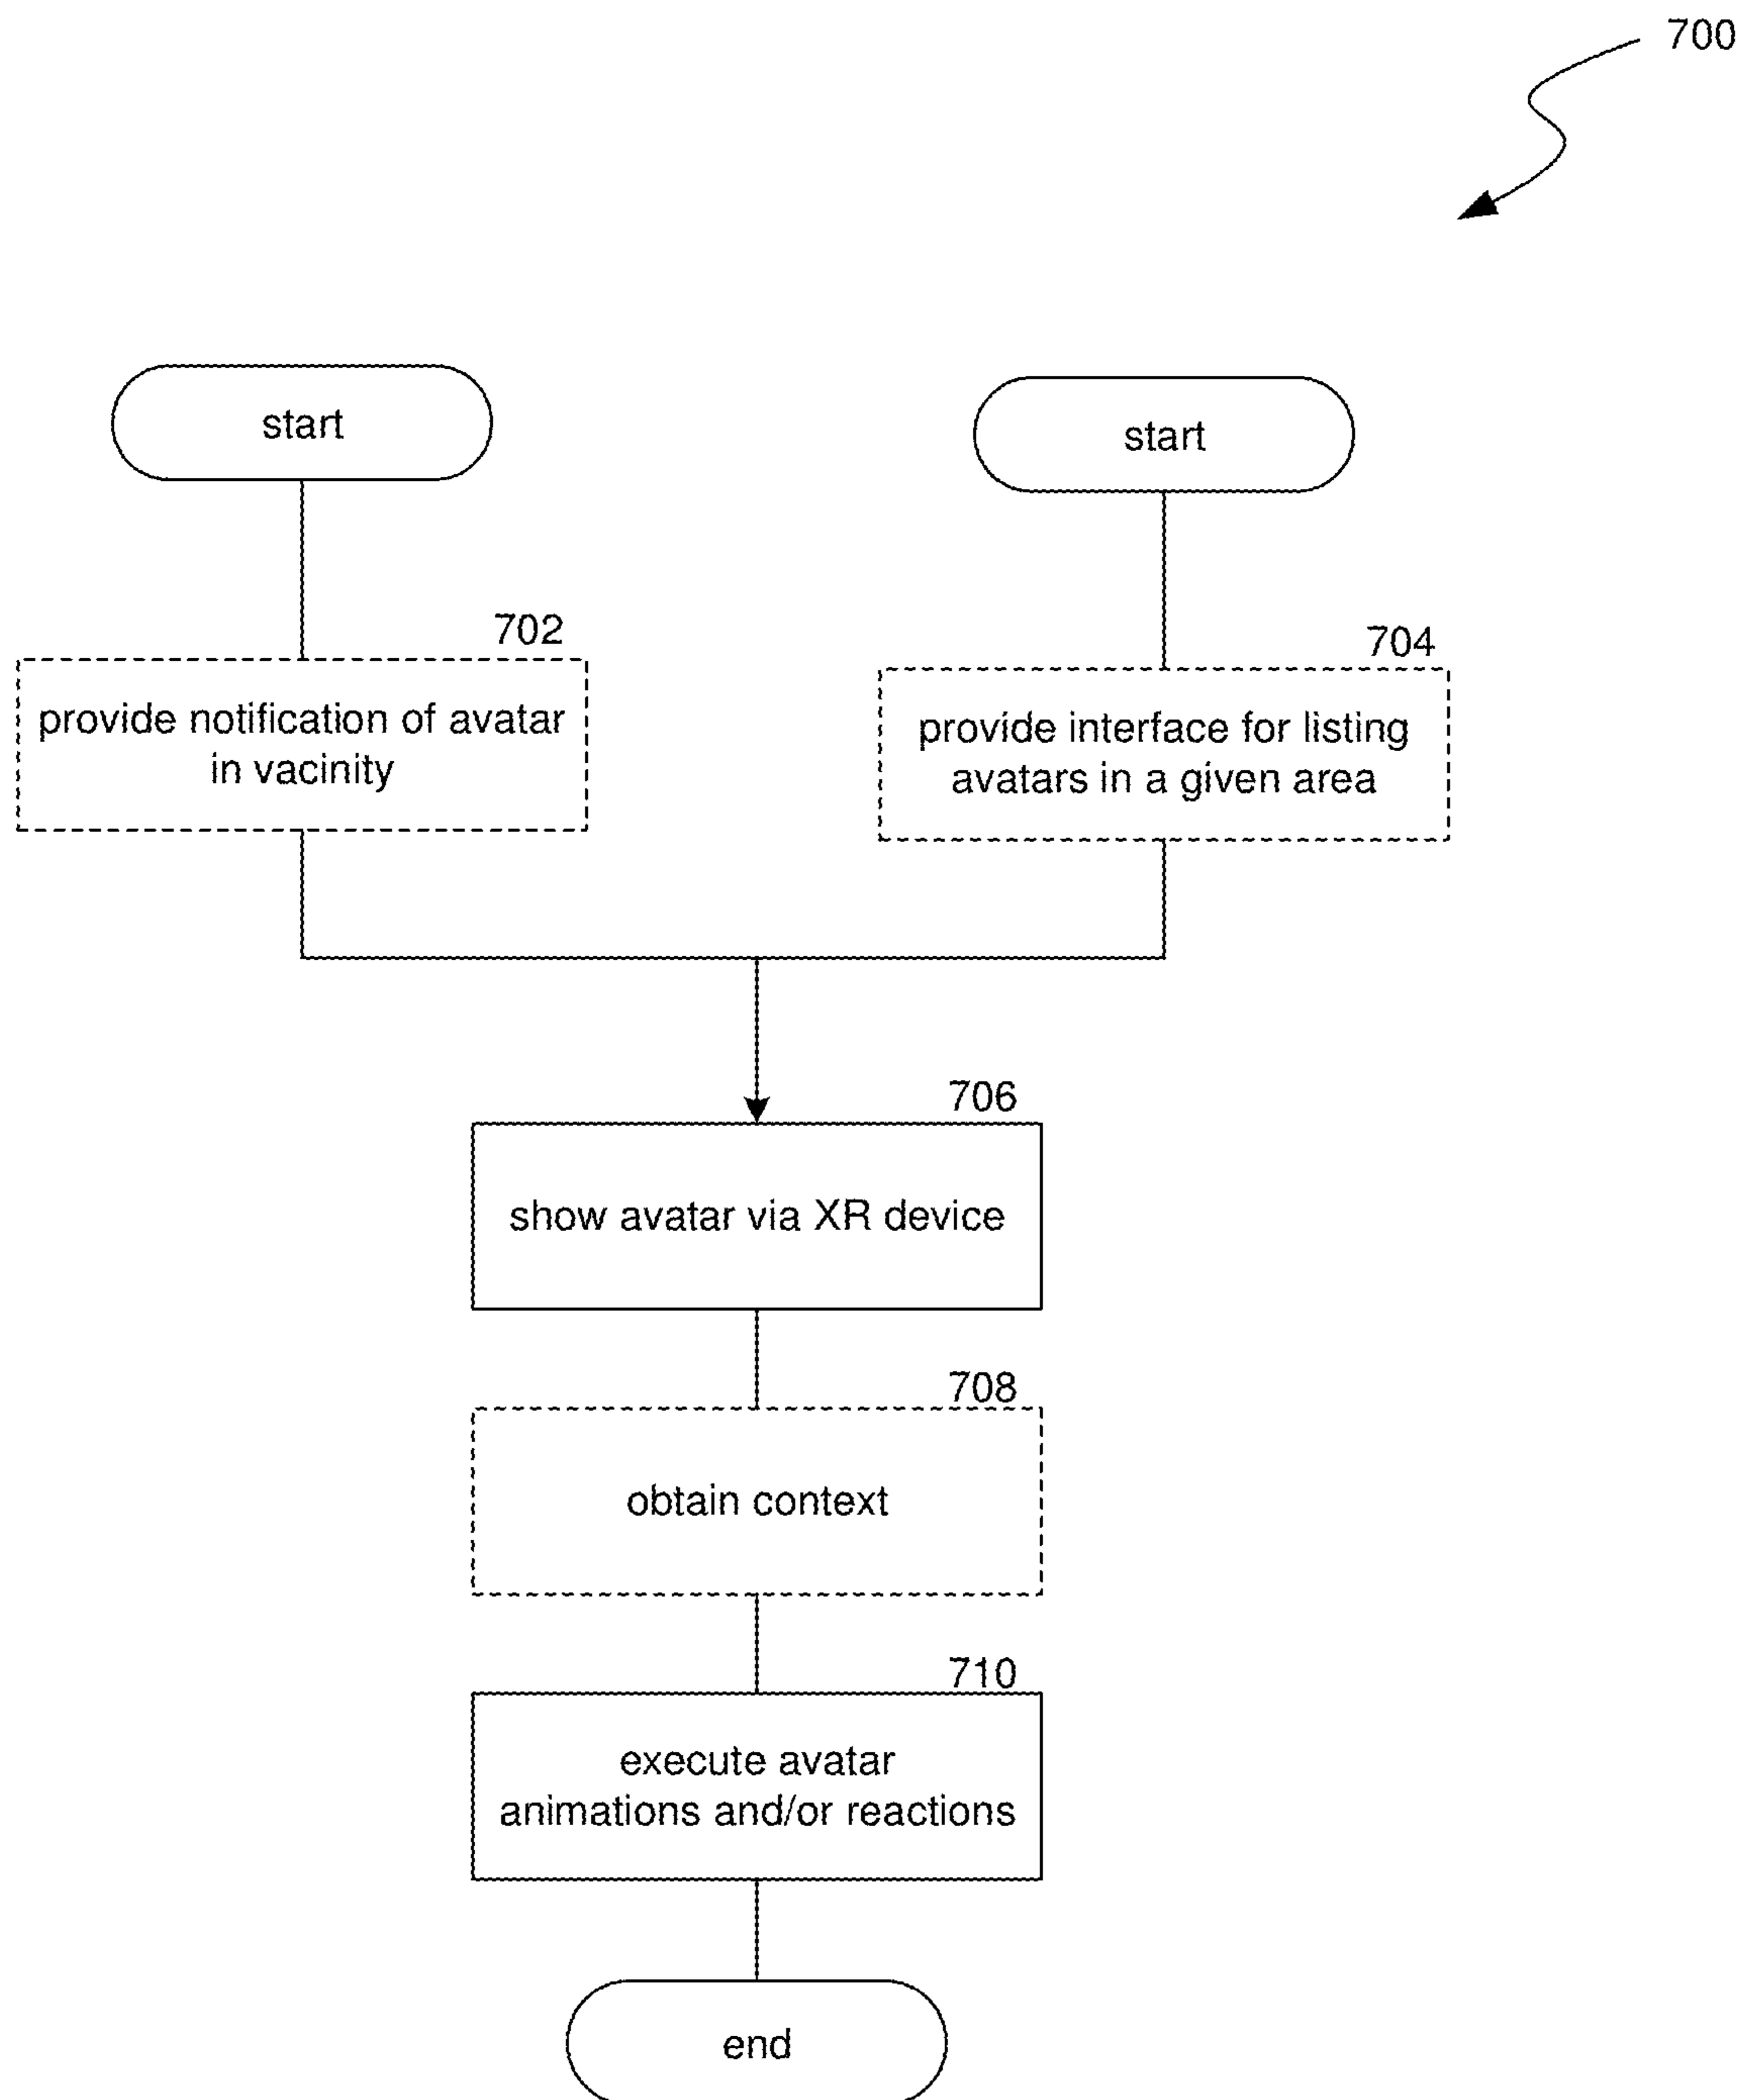 700
start
start
702
provide notification of avatar
in vacinity
704
provide interface for listing
avatars in a given area
706
show avatar via XR device
708
obtain context
710
execute avatar
animations and/or reactions
end